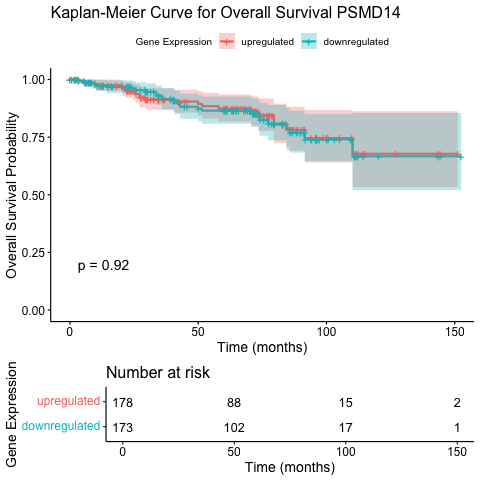 Kaplan-Meier Curve for Overall Survival PSMD14
Gene Expression upregulated downregulated
Overall Survival Probability
1.00
0.75
0.50
0.25
0.00
p = 0.92
0 50 100 150
Time (months)
Number at risk
Gene Expression
upregulated 178 88 15 2
downregulated 173 102 17 1
0 50 100 150
Time (months)